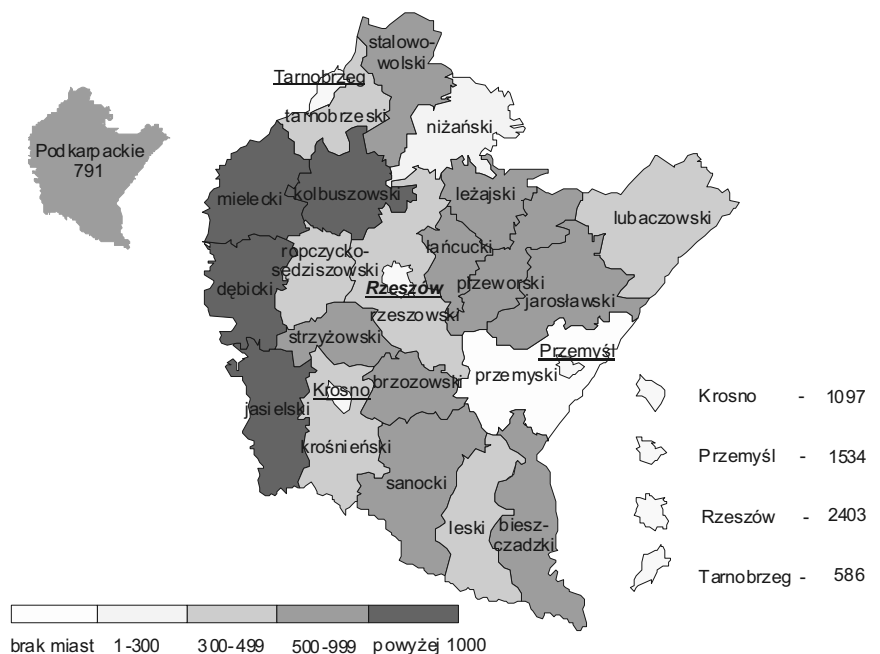 stalowo-
wolski
Tarnobrzeg
tarnobrzeski
niżański
Podkarpackie
791
mielecki
kolbuszowski
leżajski
lubaczowski
ropczycko-
sędziszowski
łańcucki
dębicki
Rzeszów
przeworski
jarosławski
rzeszowski
strzyżowski
Przemyśl
przemyski
Krosno
brzozowski
jasielski
krośnieński
sanocki
leski
biesz-
czadzki
Krosno - 1097
Przemyśl - 1534
Rzeszów - 2403
Tarnobrzeg - 586
brak miast 1-300 300-499 500-999 powyżej 1000